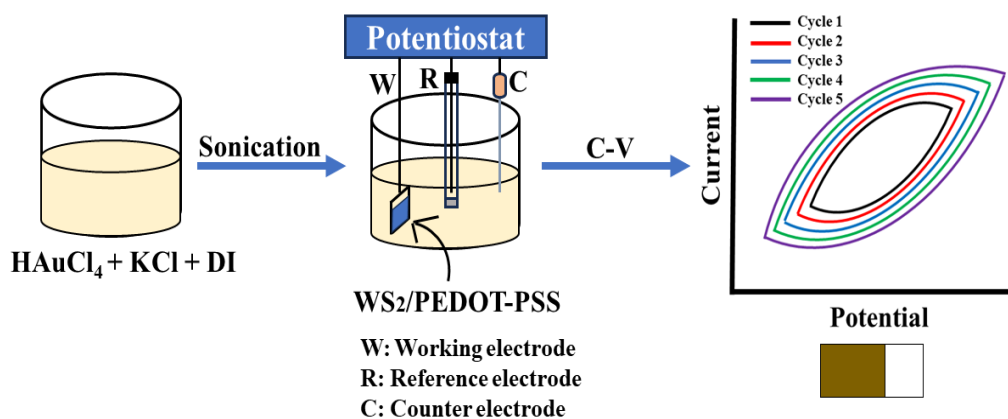 HAuCl₄ + KCl + DI
Sonication
Potentiostat
W
R
C
WS₂/PEDOT-PSS
W: Working electrode
R: Reference electrode
C: Counter electrode
C-V
Cycle 1
Cycle 2
Cycle 3
Cycle 4
Cycle 5
Current
Potential